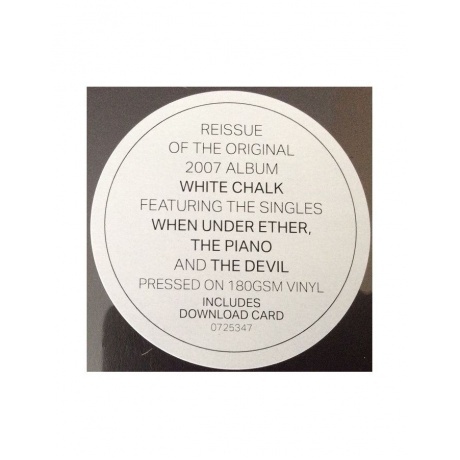 REISSUE
OF THE ORIGINAL
2007 ALBUM
WHITE CHALK
FEATURING THE SINGLES
WHEN UNDER ETHER,
THE PIANO
AND THE DEVIL
PRESSED ON 180GSM VINYL
INCLUDES
DOWNLOAD CARD
0725347